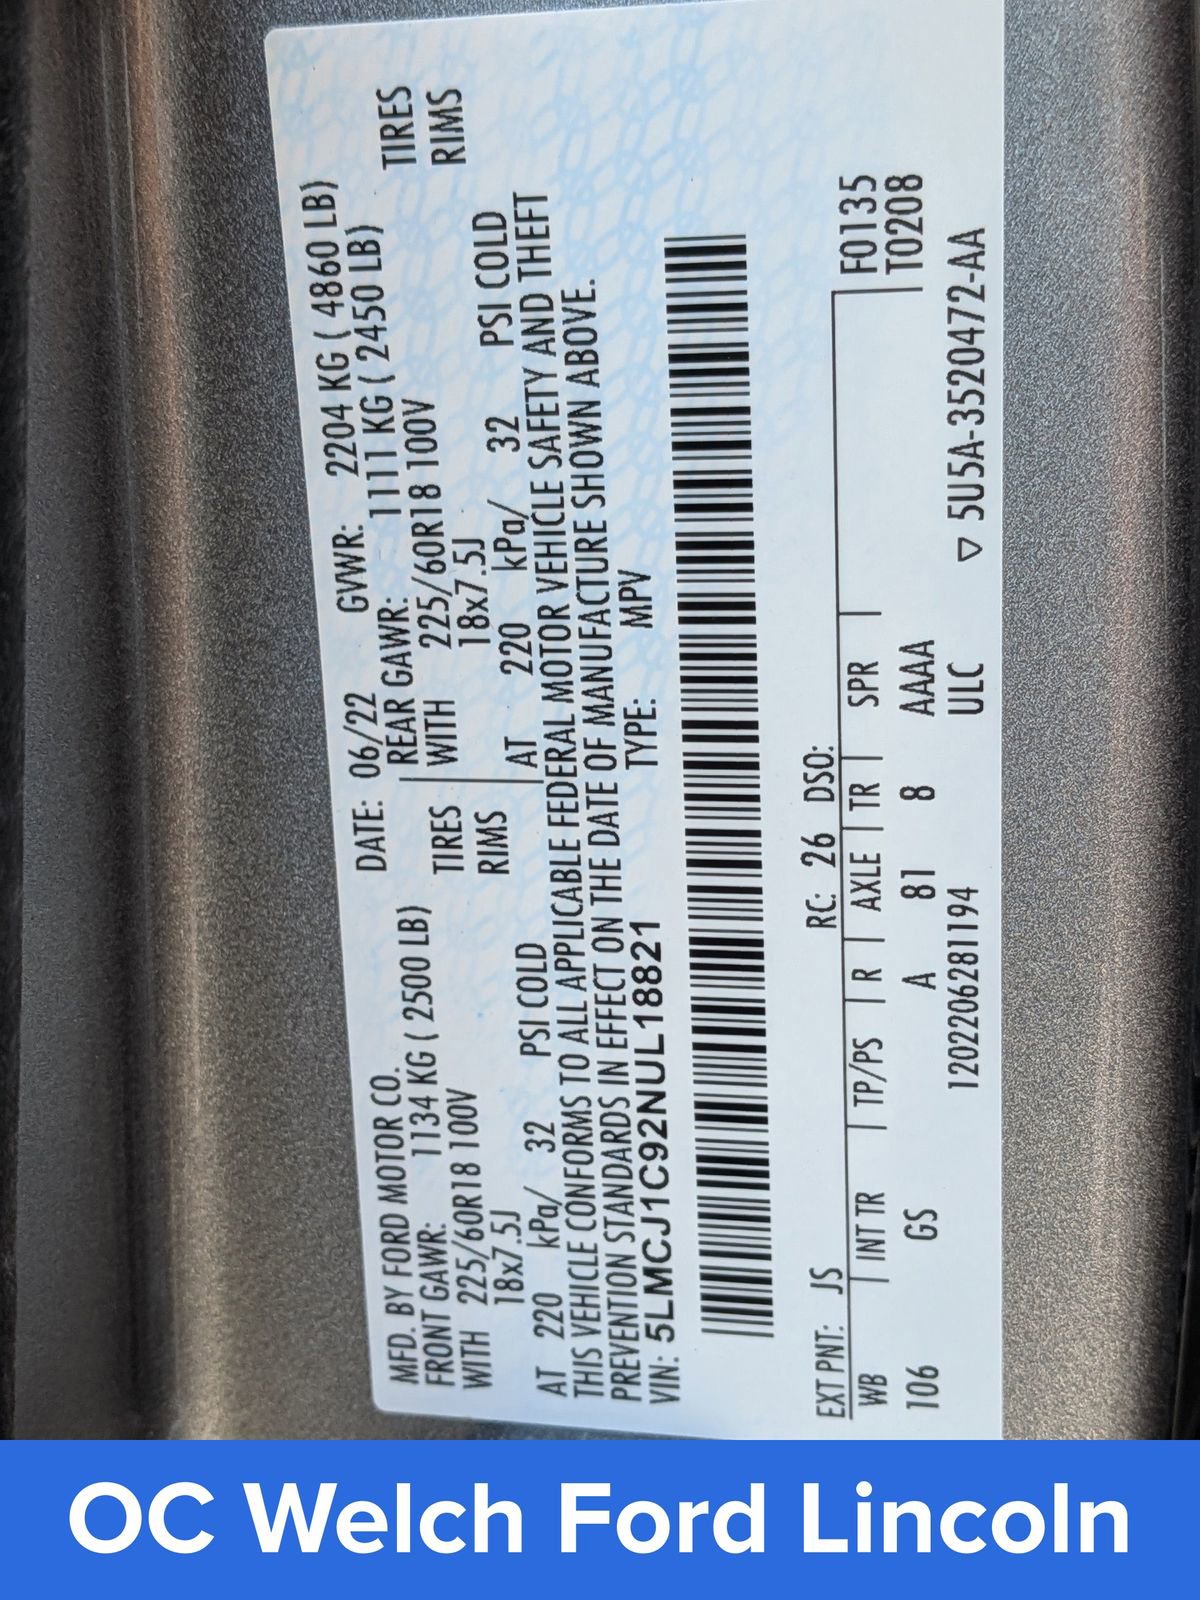 MFD. BY FORD MOTOR CO. DATE: 06/22 GVWR: 2204 KG ( 4860 LB)
FRONT GAWR: 1134 KG ( 2500 LB) REAR GAWR: 1111 KG ( 2450 LB)
WITH 225/60R18 100V TIRES WITH 225/60R18 100V TIRES
18x7.5J RIMS 18x7.5J RIMS
AT 220 kPa/ 32 PSI COLD AT 220 kPa/ 32 PSI COLD
THIS VEHICLE CONFORMS TO ALL APPLICABLE FEDERAL MOTOR VEHICLE SAFETY AND THEFT
PREVENTION STANDARDS IN EFFECT ON THE DATE OF MANUFACTURE SHOWN ABOVE.
VIN: 5LMCJ1C92NUL18821 TYPE: MPV
EXT PNT: JS RC: 26 DSO: F0135
WB INT TR TP/PS R AXLE TR SPR T0208
106 GS A 81 8 AAAA
1202206281194 ULC ▽ 5U5A-3520472-AA
OC Welch Ford Lincoln